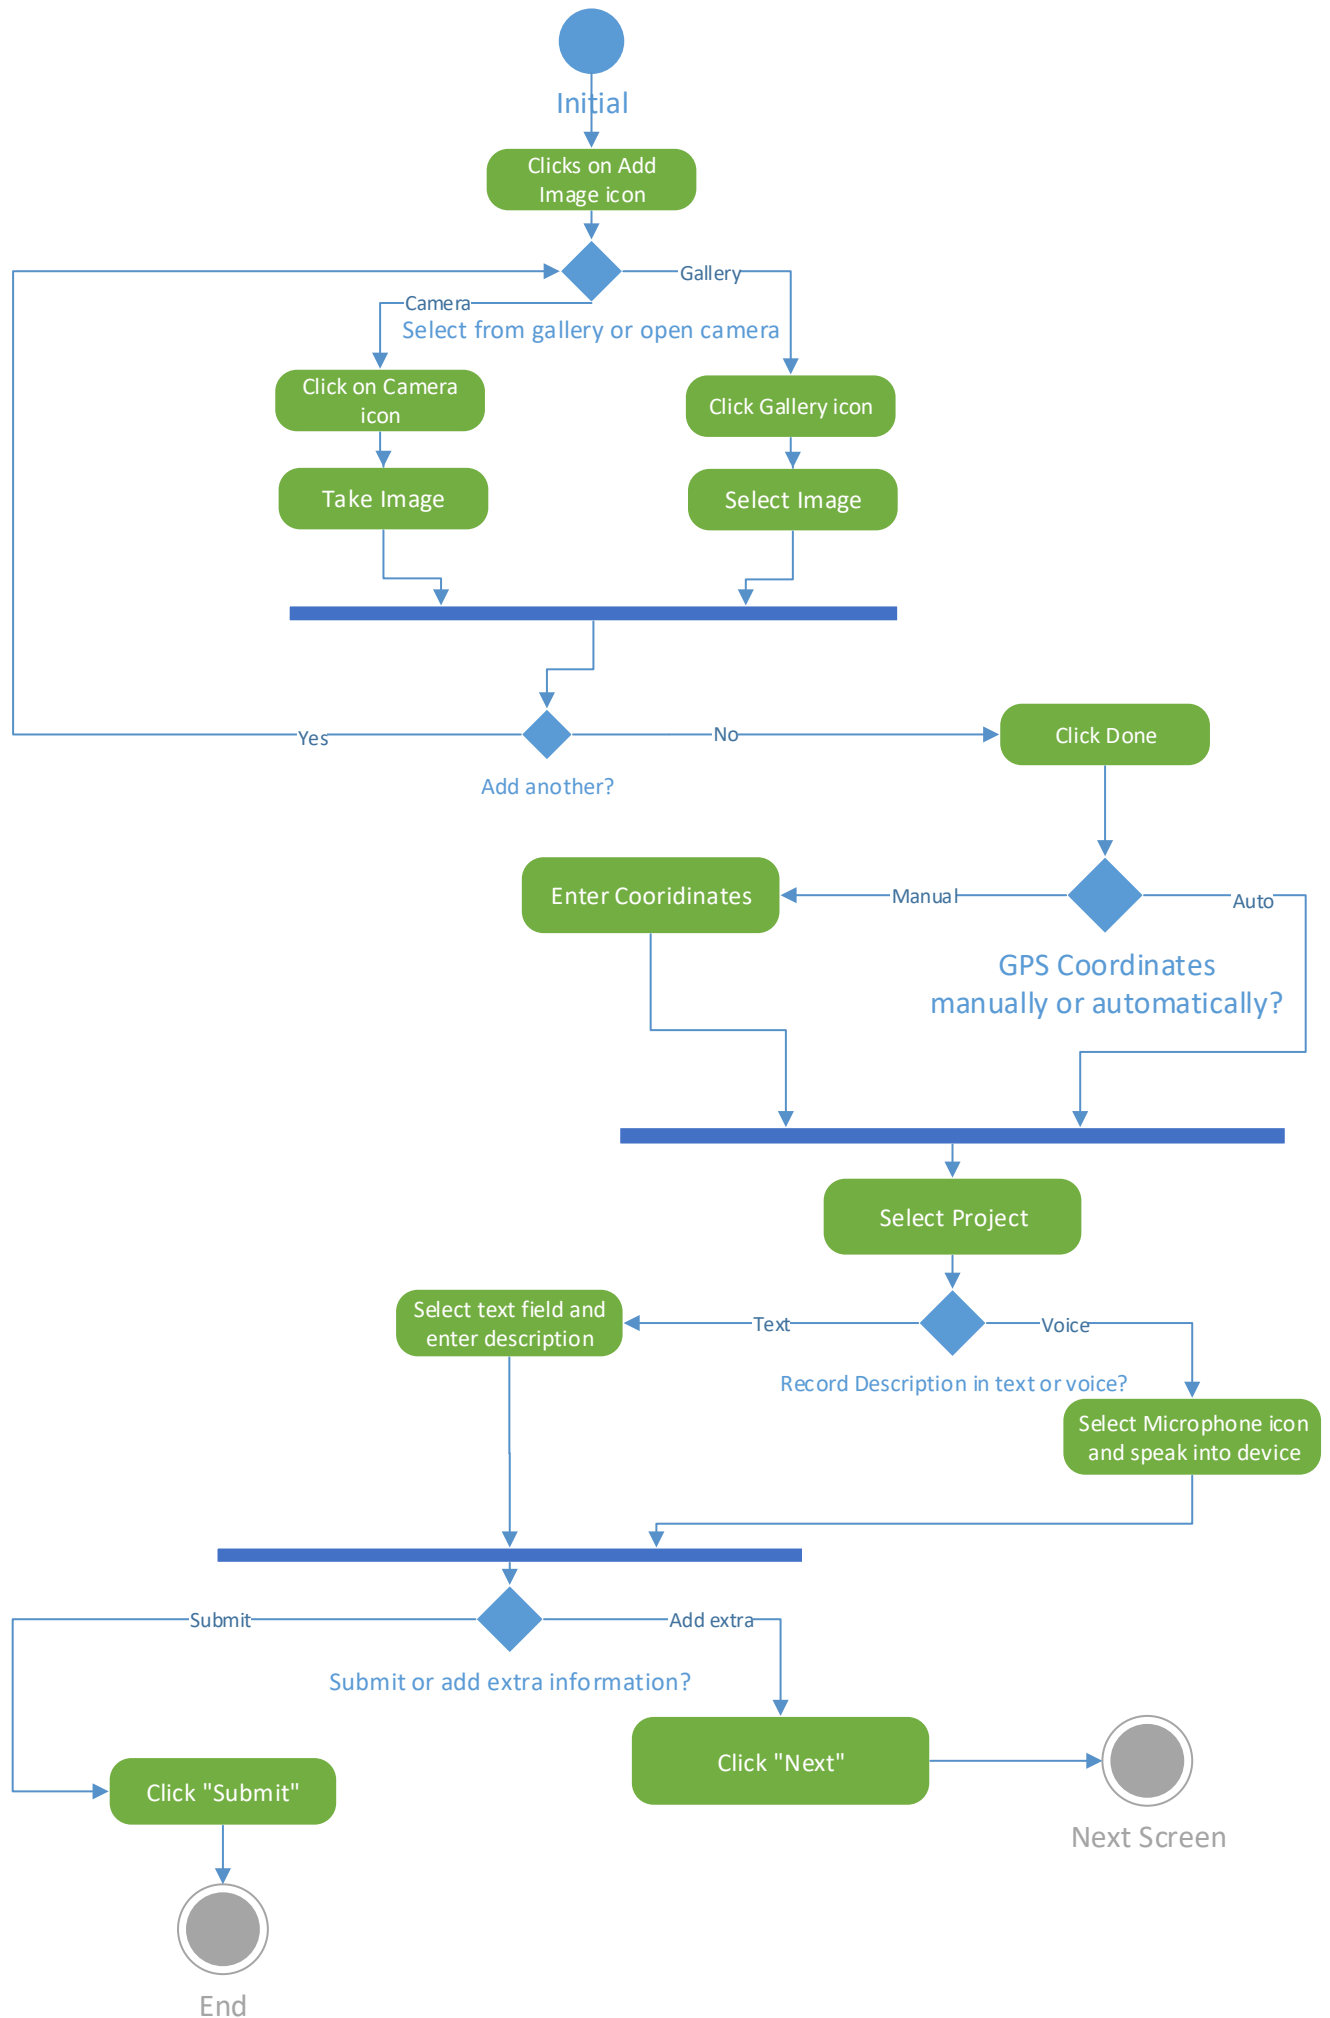 Initial
Clicks on Add
Image icon
Gallery
Camera
Select from gallery or open camera
Click on Camera
icon
Click Gallery icon
Take Image
Select Image
Yes
No
Click Done
Add another?
Enter Cooridinates
Manual
Auto
GPS Coordinates
manually or automatically?
Select Project
Select text field and
enter description
Text
Voice
Record Description in text or voice?
Select Microphone icon
and speak into device
Submit
Add extra
Submit or add extra information?
Click "Next"
Click "Submit"
Next Screen
End